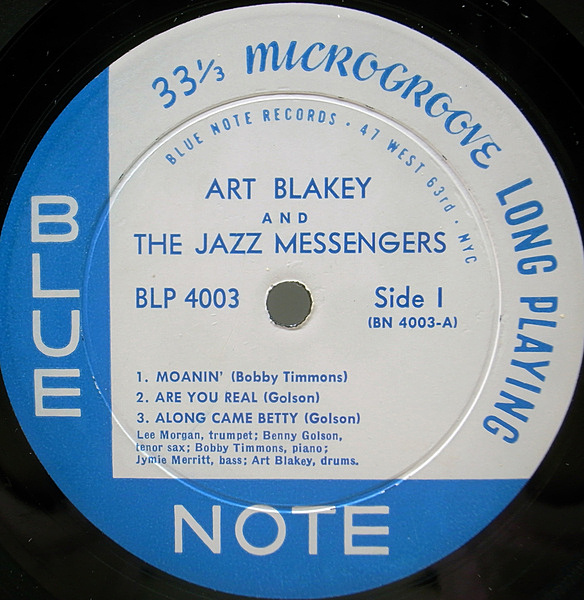 33⅓ MICROGROOVE LONG PLAYING
BLUE NOTE RECORDS · 47 WEST 63rd · NYC
ART BLAKEY
AND
THE JAZZ MESSENGERS
BLP 4003
Side 1
(BN 4003-A)
1. MOANIN' (Bobby Timmons)
2. ARE YOU REAL (Golson)
3. ALONG CAME BETTY (Golson)
Lee Morgan, trumpet; Benny Golson,
tenor sax; Bobby Timmons, piano;
Jymie Merritt, bass; Art Blakey, drums.
BLUE
NOTE